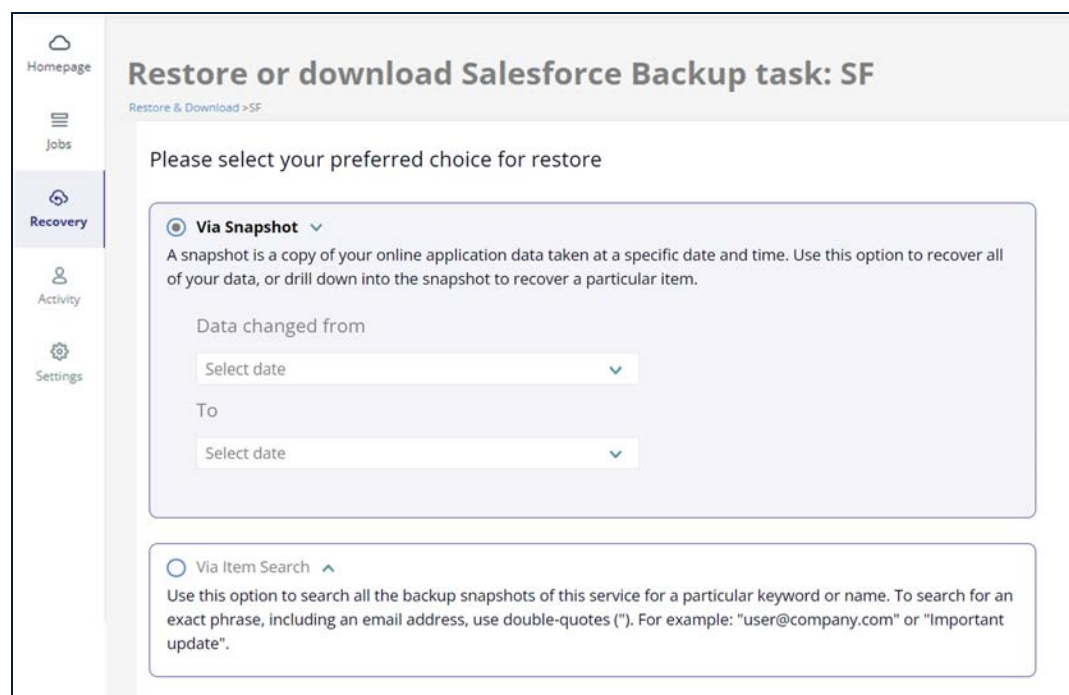 Homepage
Jobs
Recovery
Activity
Settings
Restore or download Salesforce Backup task: SF
Restore & Download >SF
Please select your preferred choice for restore
Via Snapshot
A snapshot is a copy of your online application data taken at a specific date and time. Use this option to recover all
of your data, or drill down into the snapshot to recover a particular item.
Data changed from
Select date
To
Select date
Via Item Search
Use this option to search all the backup snapshots of this service for a particular keyword or name. To search for an
exact phrase, including an email address, use double-quotes ("). For example: "user@company.com" or "Important
update".